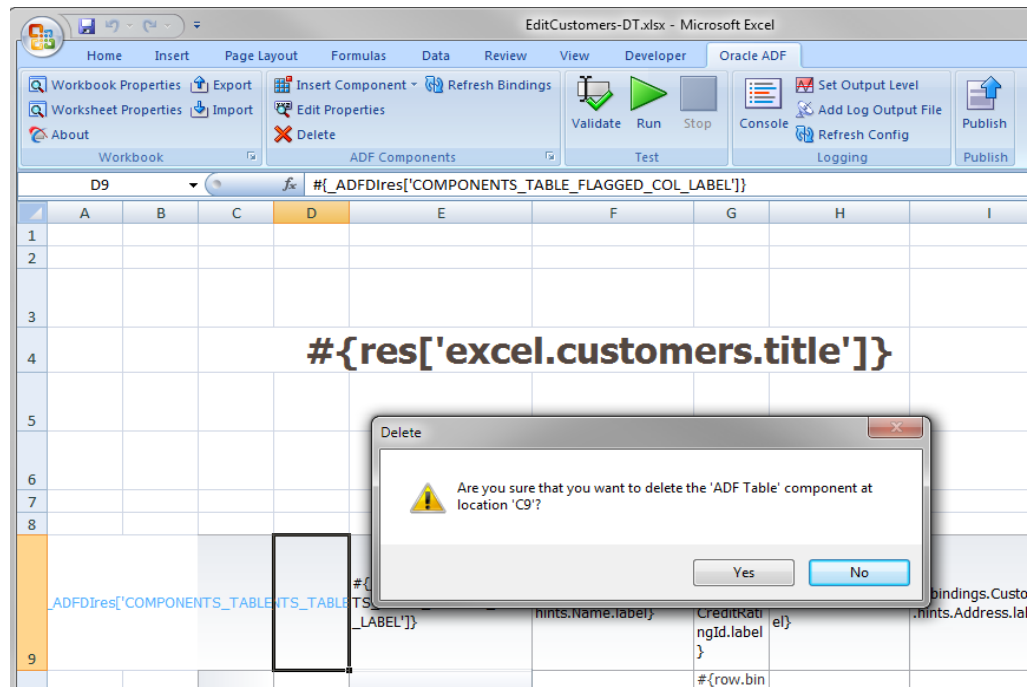 EditCustomers-DT.xlsx - Microsoft Excel
Home Insert Page Layout Formulas Data Review View Developer Oracle ADF
Workbook Properties Export Insert Component Refresh Bindings Set Output Level
Worksheet Properties Import Edit Properties Add Log Output File
Validate Run Stop Console Publish
About Delete Refresh Config
Workbook ADF Components Test Logging Publish
D9 fx #{_ADFDIres['COMPONENTS_TABLE_FLAGGED_COL_LABEL']}
A B C D E F G H I
1
2
3
4 #{res['excel.customers.title']}
5
Delete
6 Are you sure that you want to delete the 'ADF Table' component at
location 'C9'?
7
8
Yes No
#{
_ADFDIres['COMPONENTS_TABLE NTS_TABLE TS_ bindings.Custo
hints.Name.label} CreditRati .hints.Address.lal
_LABEL']} ngId.label el}
}
9
#{row.bin